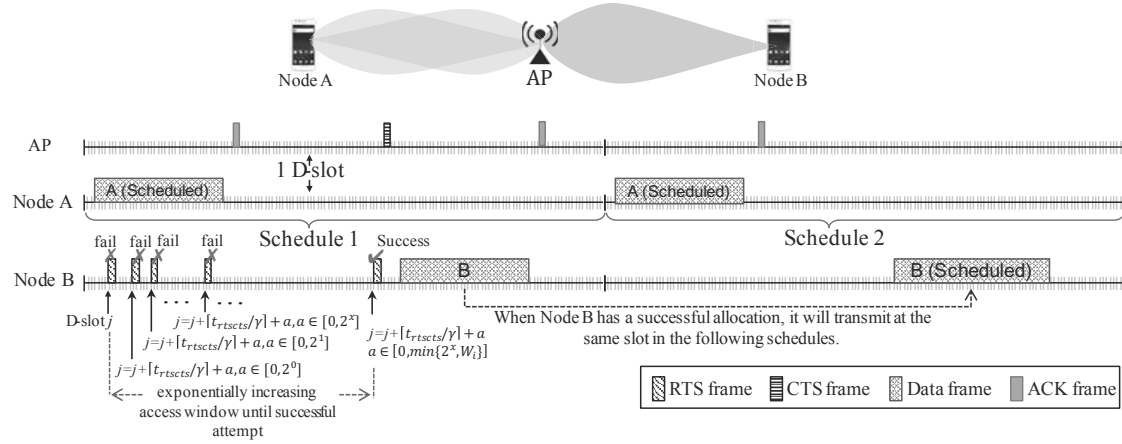 Node A
AP
Node B
AP
1 D-slot
A (Scheduled)
A (Scheduled)
Node A
Schedule 1
Schedule 2
fail
fail
fail
fail
Success
Node B
B
B (Scheduled)
D-slot j
. . .
. . .
j=j+⌈t_rtscts/γ⌉+a, a ∈ [0,2^x]
j=j+⌈t_rtscts/γ⌉+a, a ∈ [0,2^1]
j=j+⌈t_rtscts/γ⌉+a, a ∈ [0,2^0]
j=j+⌈t_rtscts/γ⌉+a
a ∈ [0,min{2^x,W_i}]
When Node B has a successful allocation, it will transmit at the
same slot in the following schedules.
exponentially increasing
access window until successful
attempt
RTS frame
CTS frame
Data frame
ACK frame